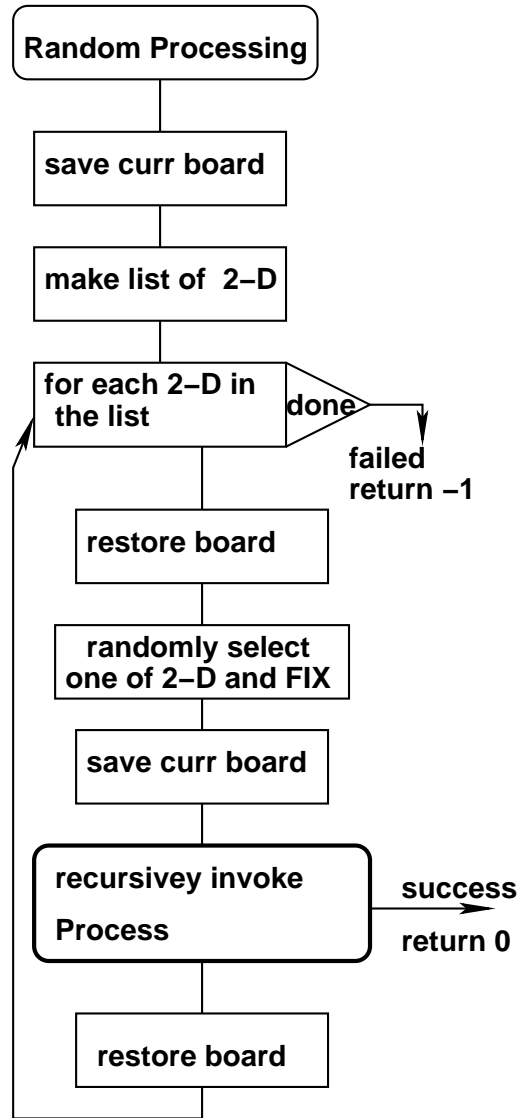 Random Processing
save curr board
make list of 2–D
for each 2–D in
the list
done
failed
return –1
restore board
randomly select
one of 2–D and FIX
save curr board
recursivey invoke
Process
success
return 0
restore board